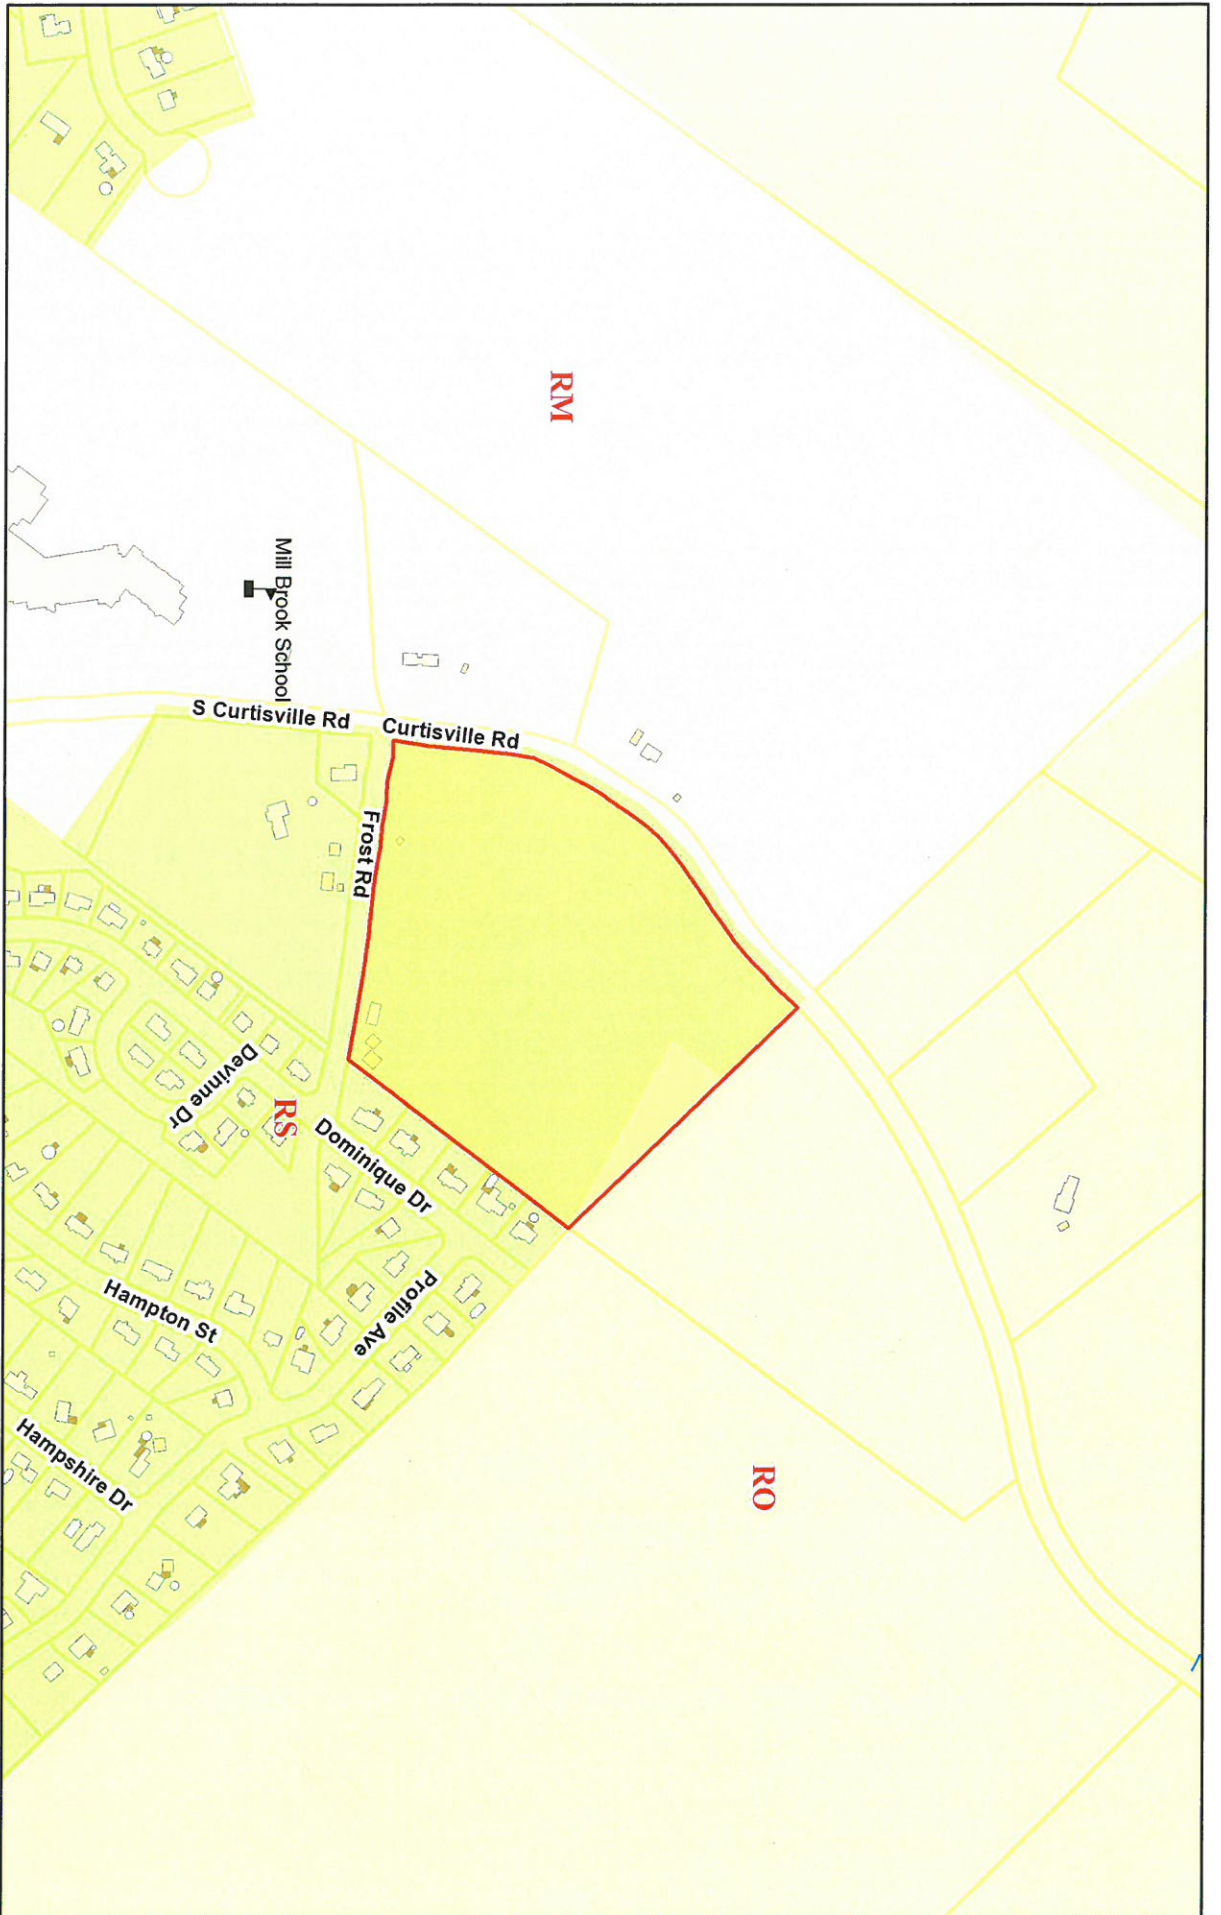 RM
Mill Brook School
S Curtisville Rd
Curtisville Rd
Frost Rd
Devinne Dr
RS
Dominique Dr
Profile Ave
Hampton St
Hampshire Dr
RO